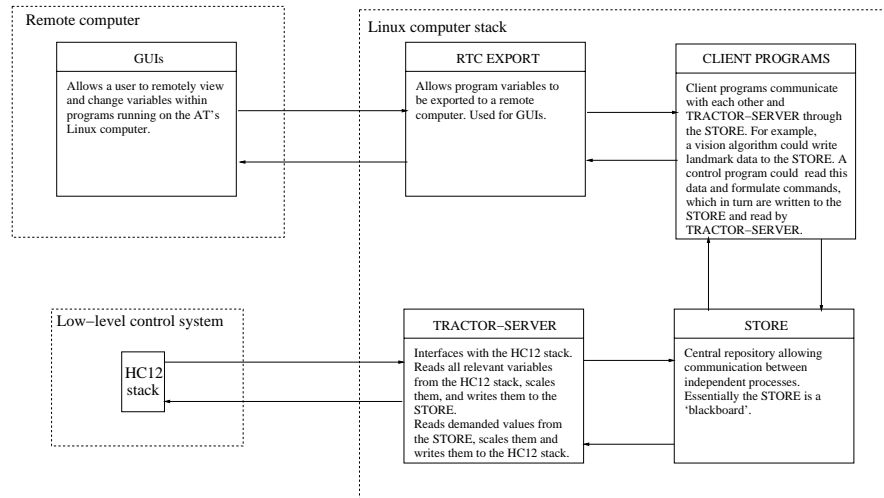 Remote computer
Linux computer stack
GUIs
Allows a user to remotely view
and change variables within
programs running on the AT's
Linux computer.
RTC EXPORT
Allows program variables to
be exported to a remote
computer. Used for GUIs.
CLIENT PROGRAMS
Client programs communicate
with each other and
TRACTOR−SERVER through
the STORE. For example,
a vision algorithm could write
landmark data to the STORE. A
control program could read this
data and formulate commands,
which in turn are written to the
STORE and read by
TRACTOR−SERVER.
Low−level control system
HC12
stack
TRACTOR−SERVER
Interfaces with the HC12 stack.
Reads all relevant variables
from the HC12 stack, scales
them, and writes them to the
STORE.
Reads demanded values from
the STORE, scales them and
writes them to the HC12 stack.
STORE
Central repository allowing
communication between
independent processes.
Essentially the STORE is a
‘blackboard’.